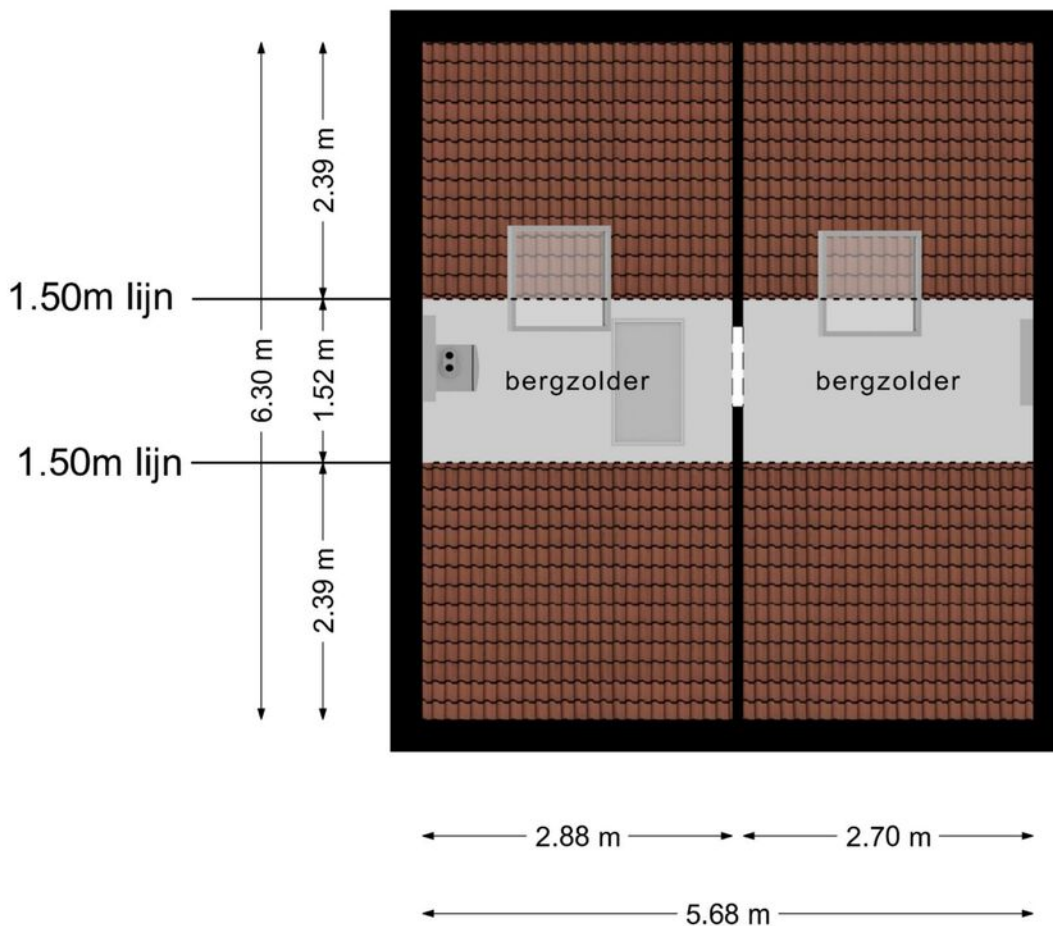 2.39 m
1.50m lijn
6.30 m
1.52 m
bergzolder
bergzolder
1.50m lijn
2.39 m
2.88 m
2.70 m
5.68 m